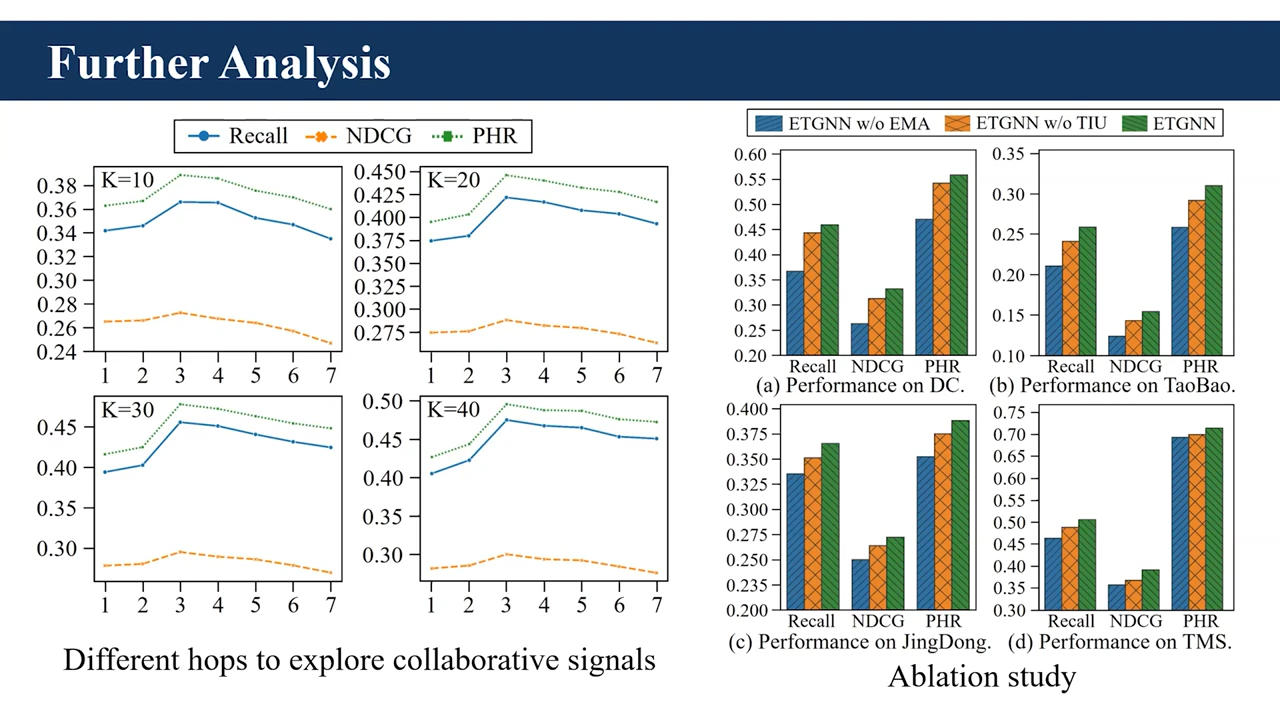 Further Analysis
Recall NDCG PHR
K=10
0.38
0.36
0.34
0.32
0.30
0.28
0.26
0.24
1 2 3 4 5 6 7
K=20
0.450
0.425
0.400
0.375
0.350
0.325
0.300
0.275
1 2 3 4 5 6 7
K=30
0.45
0.40
0.35
0.30
1 2 3 4 5 6 7
K=40
0.50
0.45
0.40
0.35
0.30
1 2 3 4 5 6 7
Different hops to explore collaborative signals
ETGNN w/o EMA ETGNN w/o TIU ETGNN
0.60
0.55
0.50
0.45
0.40
0.35
0.30
0.25
0.20
Recall NDCG PHR
(a) Performance on DC.
0.35
0.30
0.25
0.20
0.15
0.10
Recall NDCG PHR
(b) Performance on TaoBao.
0.400
0.375
0.350
0.325
0.300
0.275
0.250
0.225
0.200
Recall NDCG PHR
(c) Performance on JingDong.
0.75
0.70
0.65
0.60
0.55
0.50
0.45
0.40
0.35
0.30
Recall NDCG PHR
(d) Performance on TMS.
Ablation study